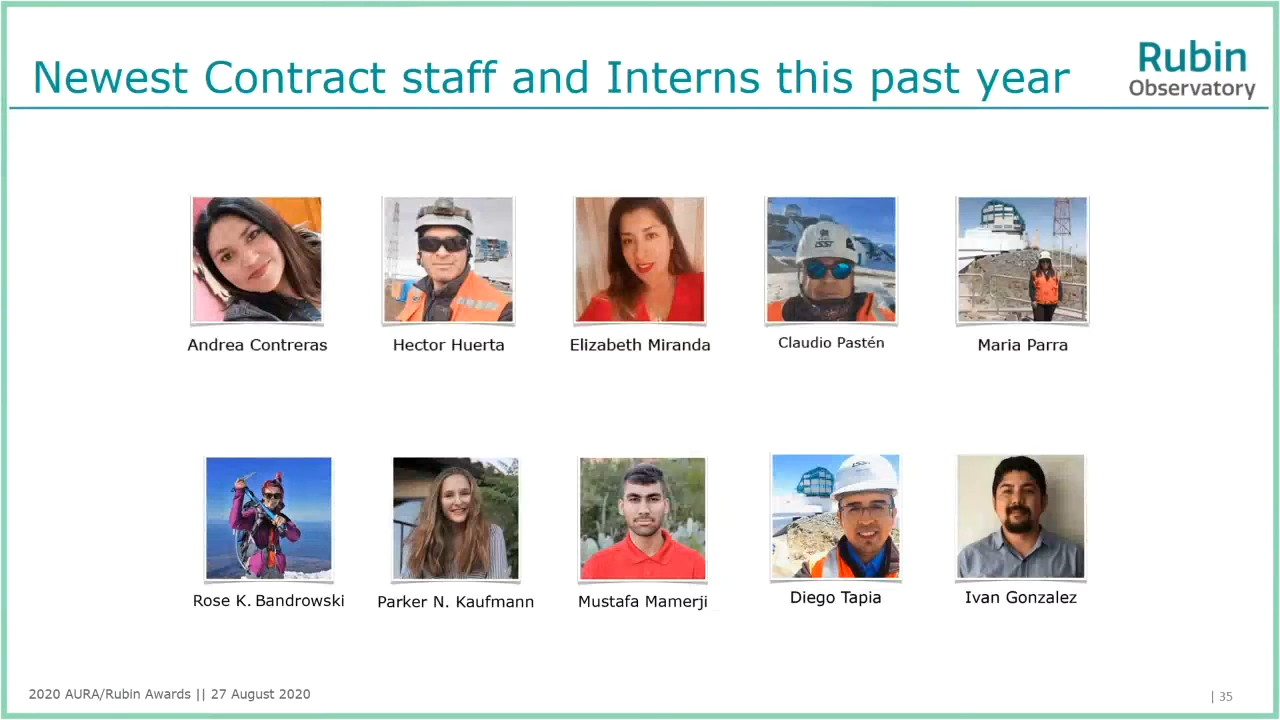 Newest Contract staff and Interns this past year
Rubin
Observatory
LSST
Andrea Contreras
Hector Huerta
Elizabeth Miranda
Claudio Pastén
Maria Parra
Rose K. Bandrowski
Parker N. Kaufmann
Mustafa Mamerji
Diego Tapia
Ivan Gonzalez
2020 AURA/Rubin Awards || 27 August 2020
| 35